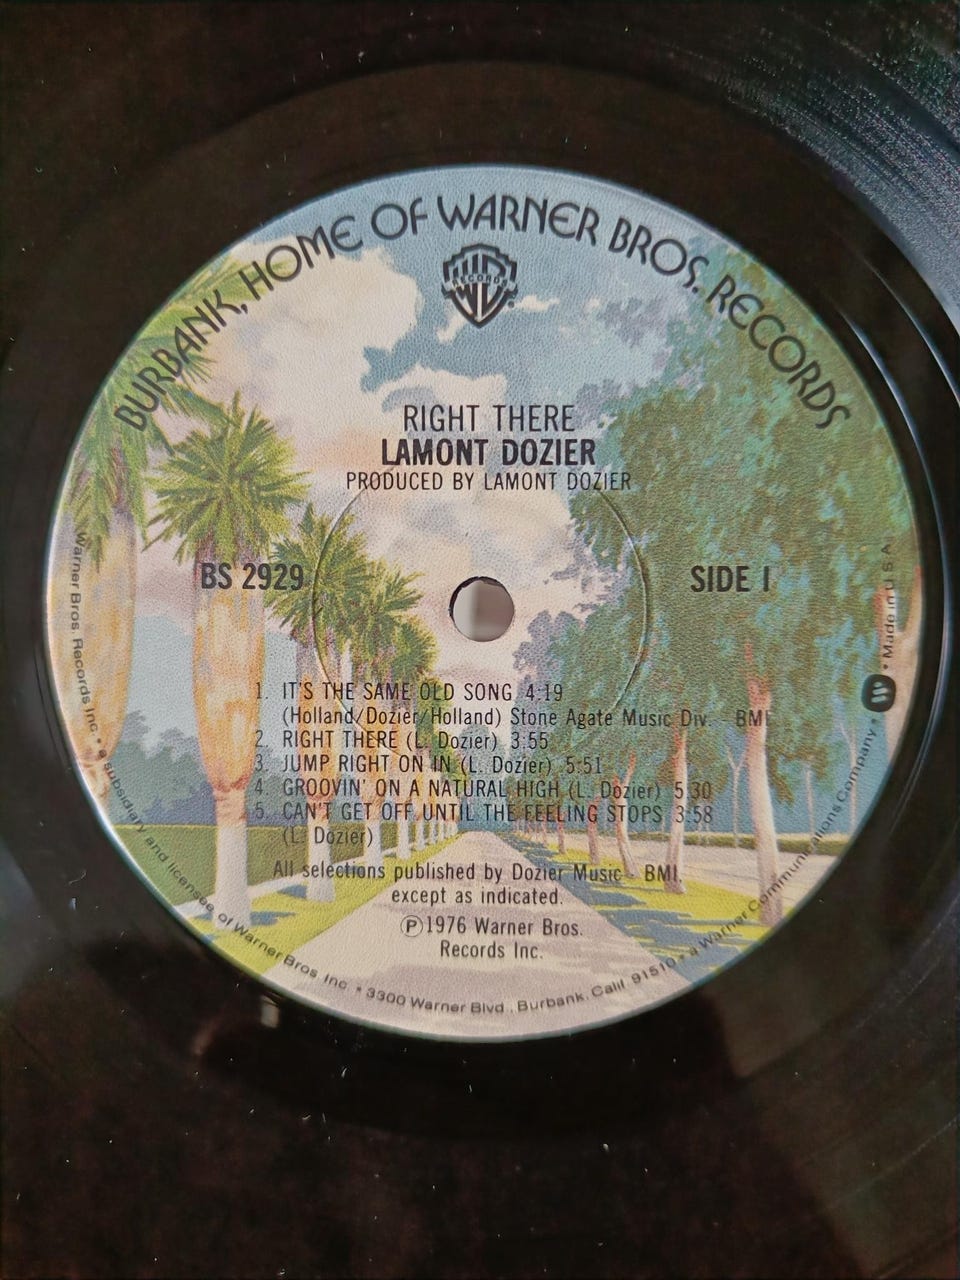 BURBANK, HOME OF WARNER BROS. RECORDS
RECORDS
RIGHT THERE
LAMONT DOZIER
PRODUCED BY LAMONT DOZIER
BS 2929
SIDE 1
1. IT'S THE SAME OLD SONG 4:19
(Holland/Dozier/Holland) Stone Agate Music Div. - BMI
2. RIGHT THERE (L. Dozier) 3:55
3. JUMP RIGHT ON IN (L. Dozier) 5:51
4. GROOVIN' ON A NATURAL HIGH (L. Dozier) 5:30
5. CAN'T GET OFF UNTIL THE FEELING STOPS 3:58
(L. Dozier)
All selections published by Dozier Music - BMI,
except as indicated.
℗1976 Warner Bros.
Records Inc.
Warner Bros. Records Inc. • a subsidiary and licensee of Warner Bros. Inc. • 3300 Warner Blvd., Burbank, Calif. 91510 • a Warner Communications Company • Made in U.S.A.